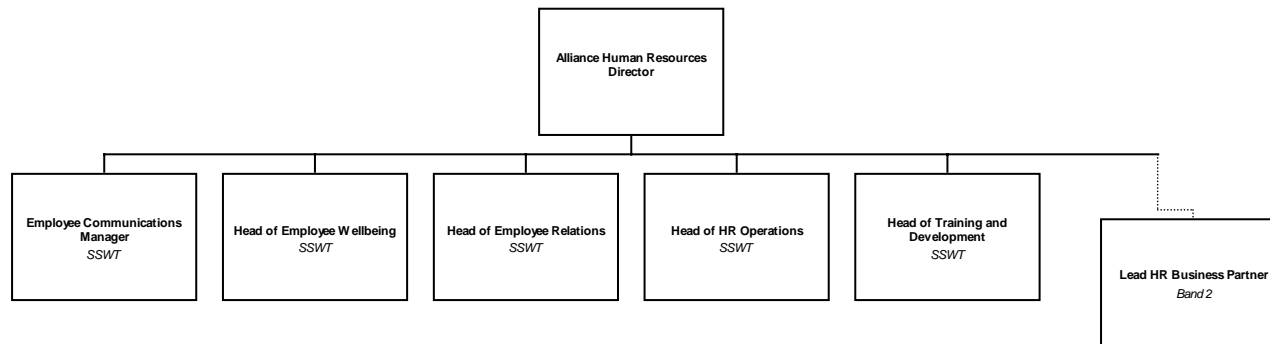 Alliance Human Resources
Director
Employee Communications
Manager
SSWT
Head of Employee Wellbeing
SSWT
Head of Employee Relations
SSWT
Head of HR Operations
SSWT
Head of Training and
Development
SSWT
Lead HR Business Partner
Band 2